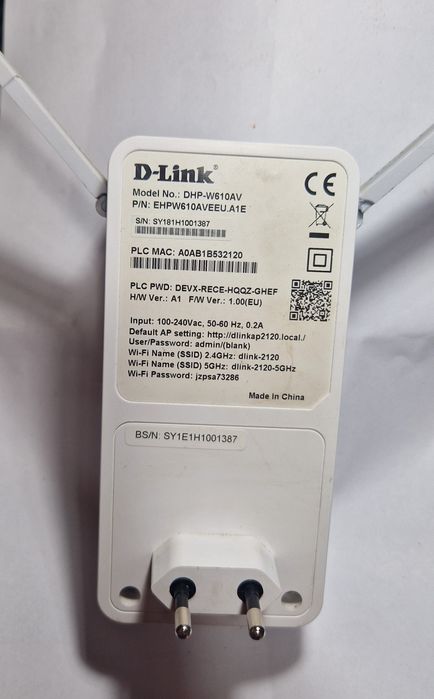 D-Link
Model No.: DHP-W610AV
P/N: EHPW610AVEEU.A1E
S/N: SY181H1001387
PLC MAC: A0AB1B532120
PLC PWD: DEVX-RECE-HQQZ-GHEF
H/W Ver.: A1 F/W Ver.: 1.00(EU)
Input: 100-240Vac, 50-60 Hz, 0.2A
Default AP setting: http://dlinkap2120.local./
User/Password: admin/(blank)
Wi-Fi Name (SSID) 2.4GHz: dlink-2120
Wi-Fi Name (SSID) 5GHz: dlink-2120-5GHz
Wi-Fi Password: jzpsa73286
Made in China
CE
BS/N: SY1E1H1001387